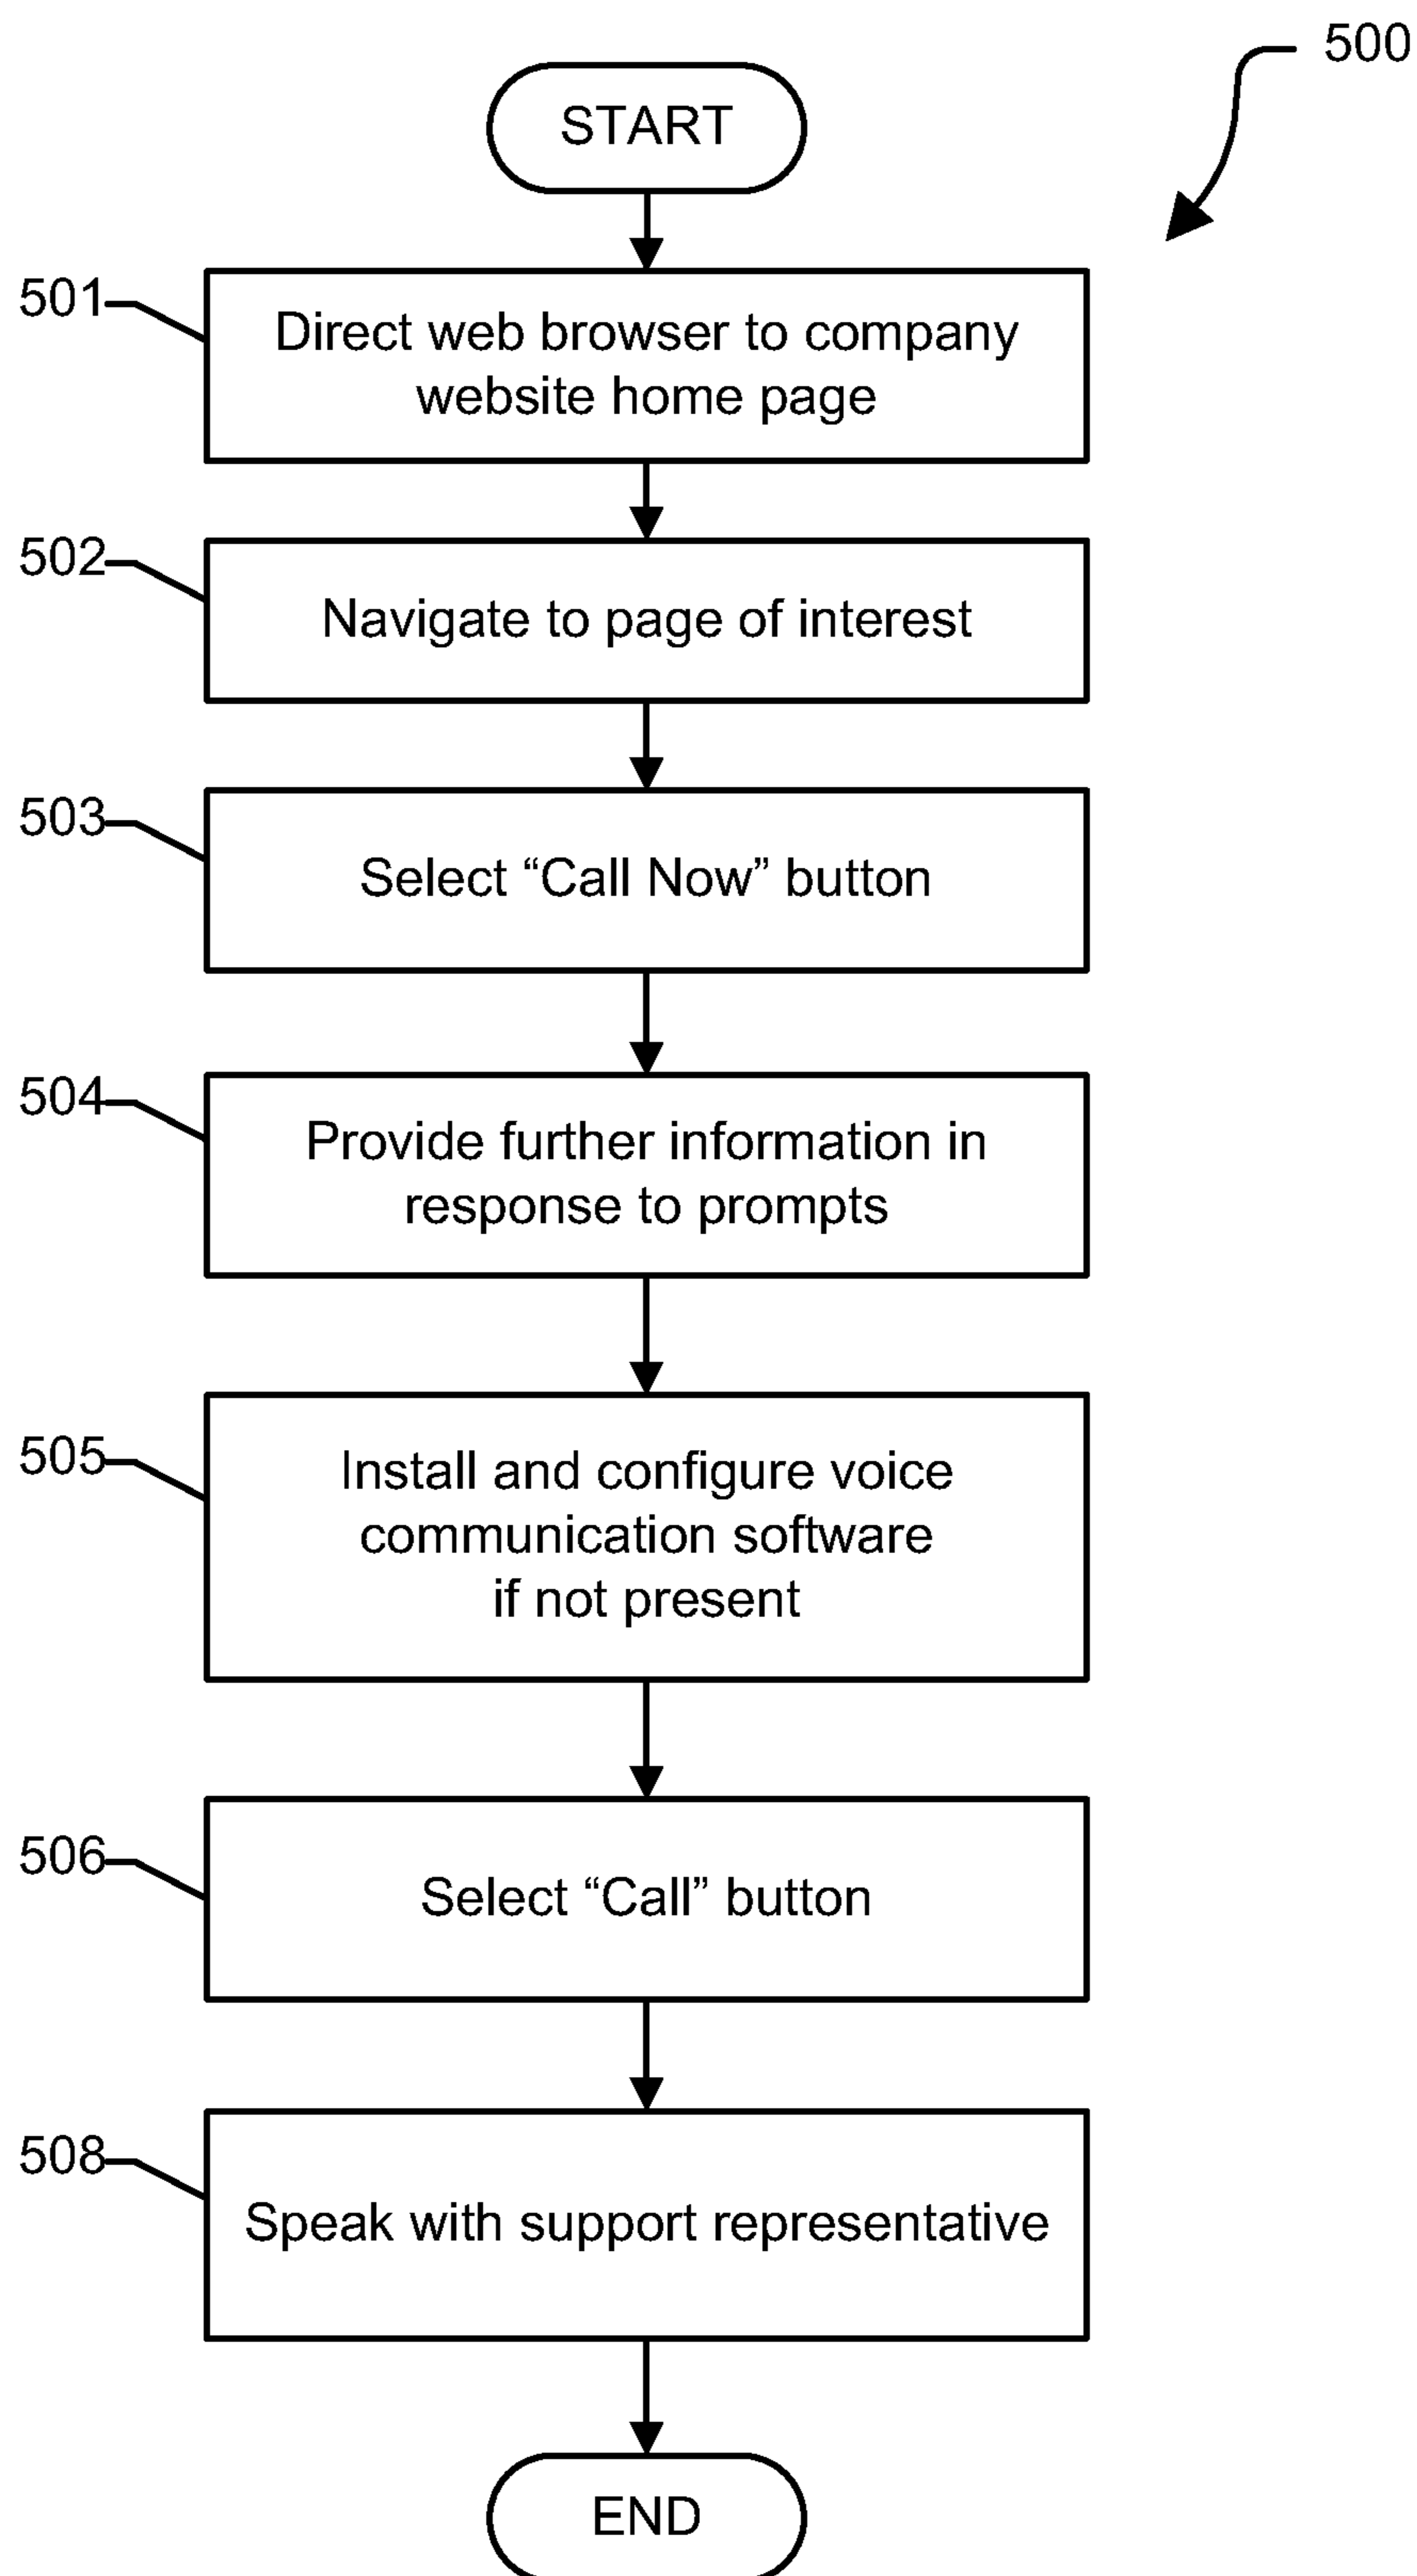 500
START
501
Direct web browser to company
website home page
502
Navigate to page of interest
503
Select “Call Now” button
504
Provide further information in
response to prompts
505
Install and configure voice
communication software
if not present
506
Select “Call” button
508
Speak with support representative
END